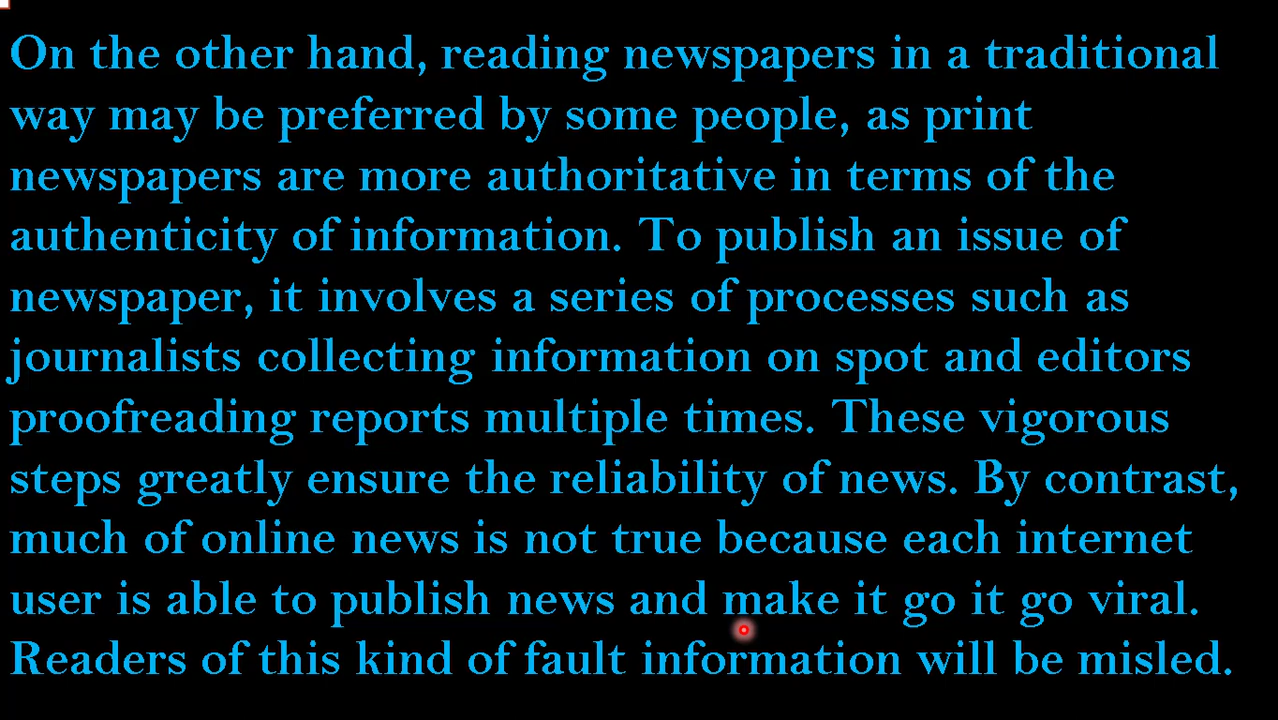 On the other hand, reading newspapers in a traditional
way may be preferred by some people, as print
newspapers are more authoritative in terms of the
authenticity of information. To publish an issue of
newspaper, it involves a series of processes such as
journalists collecting information on spot and editors
proofreading reports multiple times. These vigorous
steps greatly ensure the reliability of news. By contrast,
much of online news is not true because each internet
user is able to publish news and make it go it go viral.
Readers of this kind of fault information will be misled.